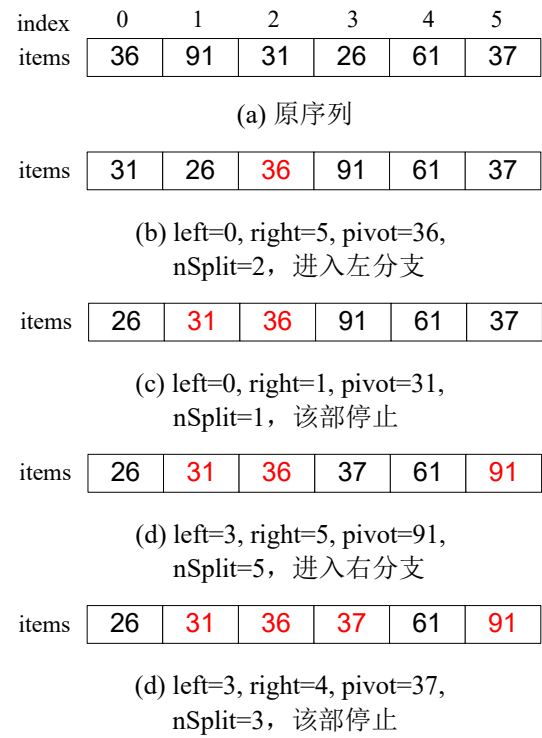 index 0 1 2 3 4 5
items 36 91 31 26 61 37
(a) 原序列
items 31 26 36 91 61 37
(b) left=0, right=5, pivot=36,
nSplit=2，进入左分支
items 26 31 36 91 61 37
(c) left=0, right=1, pivot=31,
nSplit=1，该部停止
items 26 31 36 37 61 91
(d) left=3, right=5, pivot=91,
nSplit=5，进入右分支
items 26 31 36 37 61 91
(d) left=3, right=4, pivot=37,
nSplit=3，该部停止